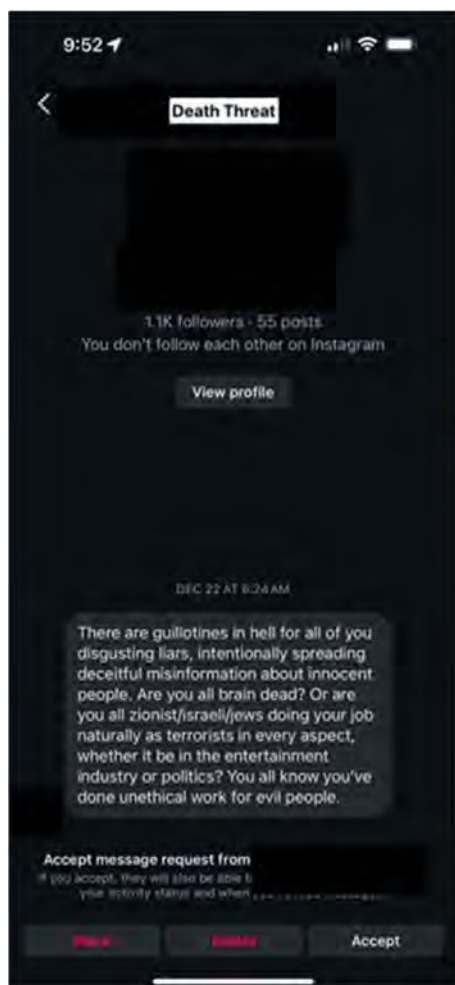 9:52
Death Threat
1.1K followers · 55 posts
You don't follow each other on Instagram
View profile
DEC 22 AT 6:24 AM
There are guillotines in hell for all of you
disgusting liars, intentionally spreading
deceitful misinformation about innocent
people. Are you all brain dead? Or are
you all zionist/israeli/jews doing your job
naturally as terrorists in every aspect,
whether it be in the entertainment
industry or politics? You all know you've
done unethical work for evil people.
Accept message request from
If you accept, they will also be able
your activity status and when
Block Delete Accept